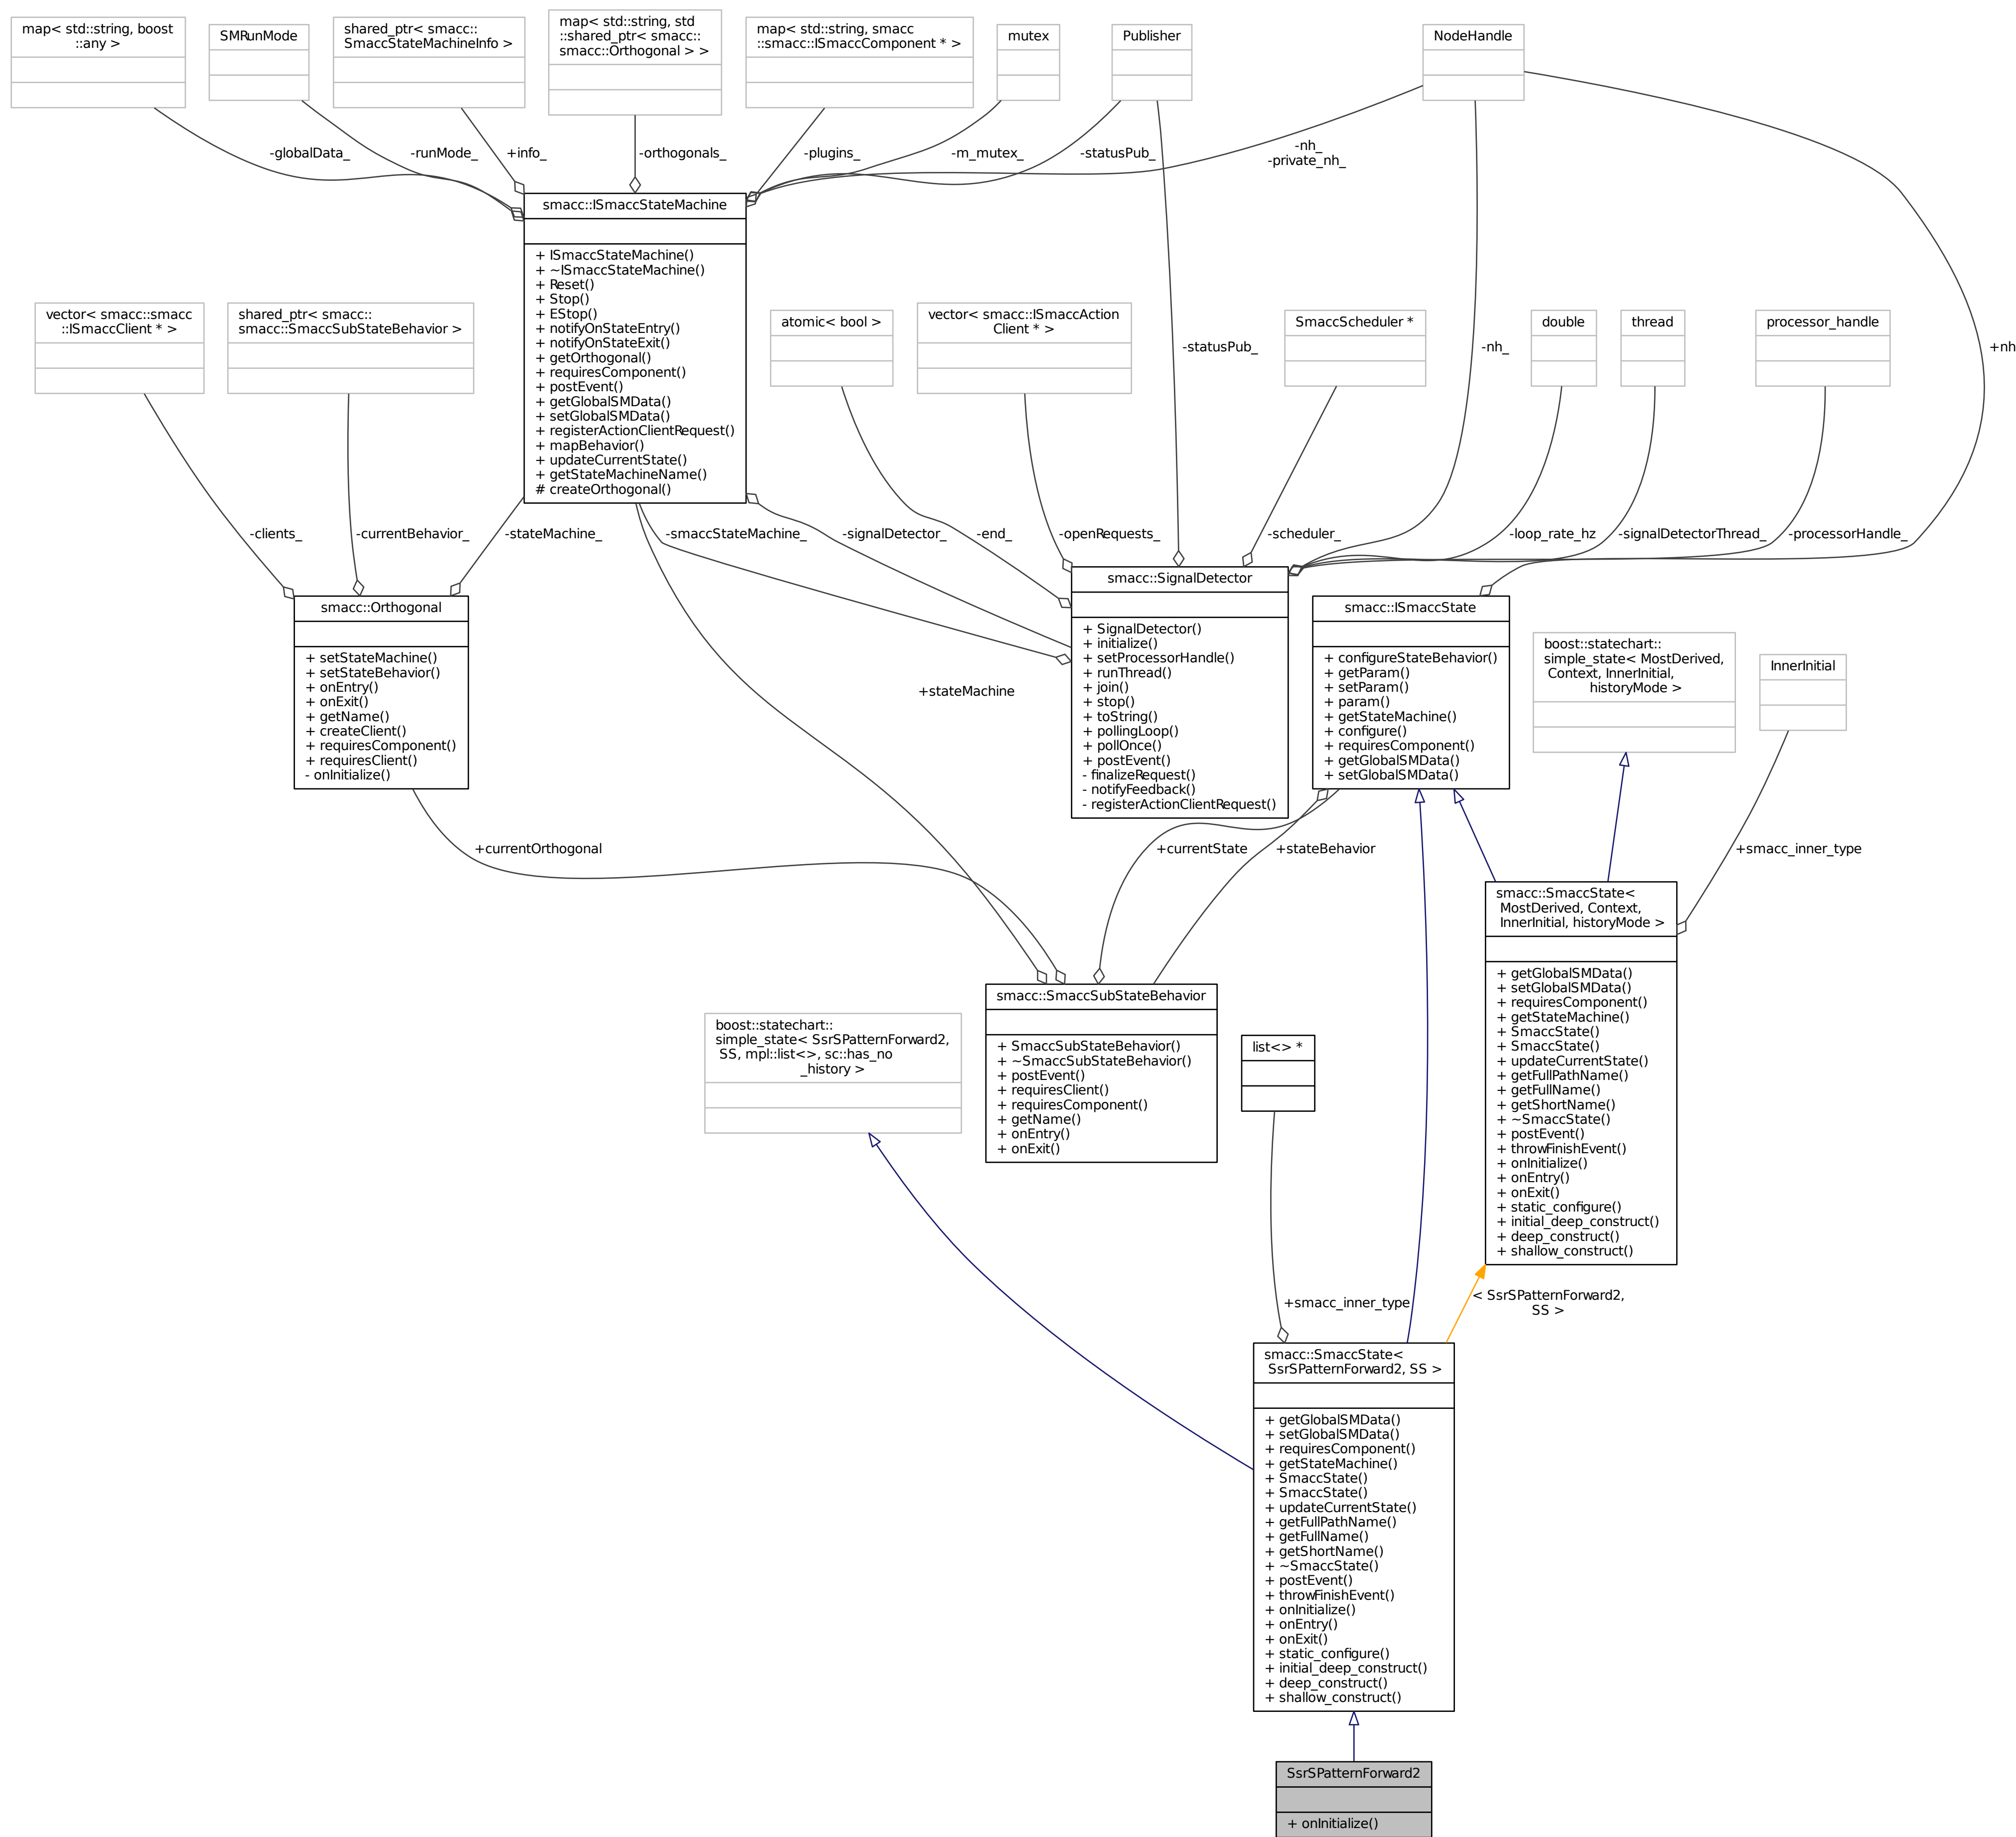 map< std::string, boost
::any >
SMRunMode
shared_ptr< smacc::
SmaccStateMachineInfo >
map< std::string, std
::shared_ptr< smacc::
smacc::Orthogonal > >
map< std::string, smacc
::smacc::ISmaccComponent * >
mutex
Publisher
NodeHandle
-globalData_
-runMode_
+info_
-orthogonals_
-plugins_
-m_mutex_
-statusPub_
-nh_
-private_nh_
smacc::ISmaccStateMachine
+ ISmaccStateMachine()
+ ~ISmaccStateMachine()
+ Reset()
+ Stop()
+ EStop()
+ notifyOnStateEntry()
+ notifyOnStateExit()
+ getOrthogonal()
+ requiresComponent()
+ postEvent()
+ getGlobalSMData()
+ setGlobalSMData()
+ registerActionClientRequest()
+ mapBehavior()
+ updateCurrentState()
+ getStateMachineName()
# createOrthogonal()
vector< smacc::smacc
::ISmaccClient * >
shared_ptr< smacc::
smacc::SmaccSubStateBehavior >
atomic< bool >
vector< smacc::ISmaccAction
Client * >
-statusPub_
SmaccScheduler *
-nh_
double
thread
processor_handle
+nh
-clients_
-currentBehavior_
-stateMachine_
-smaccStateMachine_
-signalDetector_
-end_
-openRequests_
-scheduler_
-loop_rate_hz
-signalDetectorThread_
-processorHandle_
smacc::Orthogonal
+ setStateMachine()
+ setStateBehavior()
+ onEntry()
+ onExit()
+ getName()
+ createClient()
+ requiresComponent()
+ requiresClient()
- onInitialize()
smacc::SignalDetector
+ SignalDetector()
+ initialize()
+ setProcessorHandle()
+ runThread()
+ join()
+ stop()
+ toString()
+ pollingLoop()
+ pollOnce()
+ postEvent()
- finalizeRequest()
- notifyFeedback()
- registerActionClientRequest()
smacc::ISmaccState
+ configureStateBehavior()
+ getParam()
+ setParam()
+ param()
+ getStateMachine()
+ configure()
+ requiresComponent()
+ getGlobalSMData()
+ setGlobalSMData()
boost::statechart::
simple_state< MostDerived,
Context, InnerInitial,
historyMode >
InnerInitial
+stateMachine
+currentOrthogonal
+currentState
+stateBehavior
+smacc_inner_type
smacc::SmaccState<
MostDerived, Context,
InnerInitial, historyMode >
+ getGlobalSMData()
+ setGlobalSMData()
+ requiresComponent()
+ getStateMachine()
+ SmaccState()
+ SmaccState()
+ updateCurrentState()
+ getFullPathName()
+ getFullName()
+ getShortName()
+ ~SmaccState()
+ postEvent()
+ throwFinishEvent()
+ onInitialize()
+ onEntry()
+ onExit()
+ static_configure()
+ initial_deep_construct()
+ deep_construct()
+ shallow_construct()
smacc::SmaccSubStateBehavior
+ SmaccSubStateBehavior()
+ ~SmaccSubStateBehavior()
+ postEvent()
+ requiresClient()
+ requiresComponent()
+ getName()
+ onEntry()
+ onExit()
boost::statechart::
simple_state< SsrSPatternForward2,
SS, mpl::list<>, sc::has_no
_history >
list<> *
+smacc_inner_type
< SsrSPatternForward2,
SS >
smacc::SmaccState<
SsrSPatternForward2, SS >
+ getGlobalSMData()
+ setGlobalSMData()
+ requiresComponent()
+ getStateMachine()
+ SmaccState()
+ SmaccState()
+ updateCurrentState()
+ getFullPathName()
+ getFullName()
+ getShortName()
+ ~SmaccState()
+ postEvent()
+ throwFinishEvent()
+ onInitialize()
+ onEntry()
+ onExit()
+ static_configure()
+ initial_deep_construct()
+ deep_construct()
+ shallow_construct()
SsrSPatternForward2
+ onInitialize()